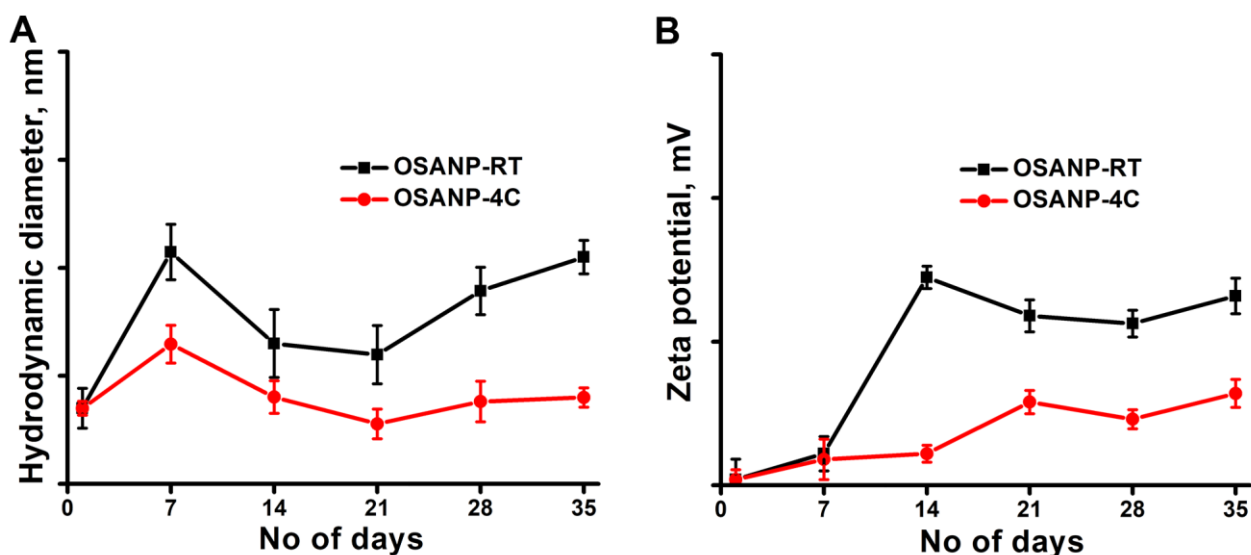 A
Hydrodynamic diameter, nm
OSANP-RT
OSANP-4C
0 7 14 21 28 35
No of days
B
Zeta potential, mV
OSANP-RT
OSANP-4C
0 7 14 21 28 35
No of days